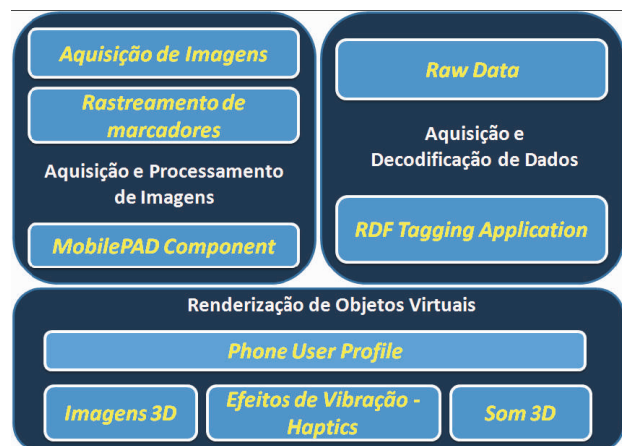 Aquisição de Imagens
Rastreamento de
marcadores
Aquisição e Processamento
de Imagens
MobilePAD Component
Raw Data
Aquisição e
Decodificação de Dados
RDF Tagging Application
Renderização de Objetos Virtuais
Phone User Profile
Imagens 3D
Efeitos de Vibração -
Haptics
Som 3D